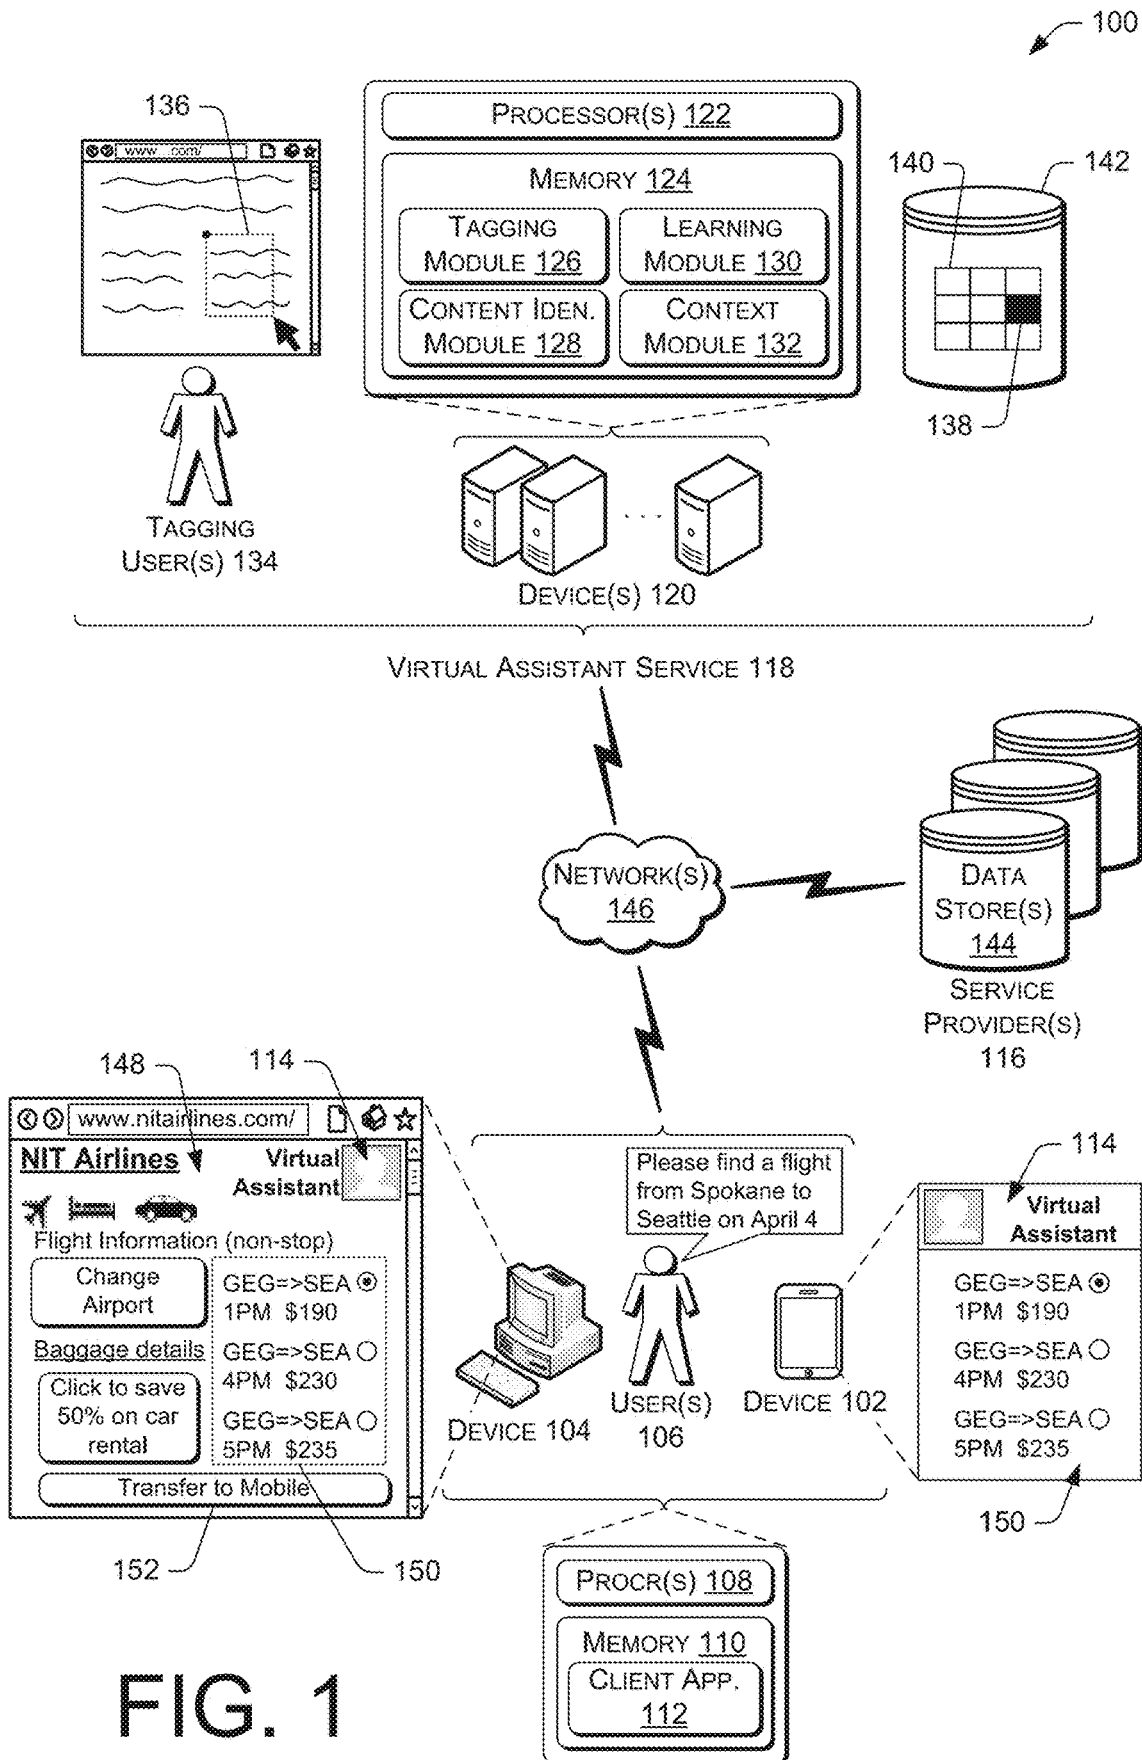 100
136
PROCESSOR(S) 122
www .com/
MEMORY 124
140
142
TAGGING
MODULE 126
LEARNING
MODULE 130
CONTENT IDEN.
MODULE 128
CONTEXT
MODULE 132
138
TAGGING
USER(S) 134
DEVICE(S) 120
VIRTUAL ASSISTANT SERVICE 118
NETWORK(S)
146
DATA
STORE(S)
144
SERVICE
PROVIDER(S)
116
148
114
www.nitairlines.com/
NIT Airlines
Virtual
Assistant
Flight Information (non-stop)
Change
Airport
GEG=>SEA
1PM $190
Baggage details
GEG=>SEA
4PM $230
Click to save
50% on car
rental
GEG=>SEA
5PM $235
Transfer to Mobile
152
150
Please find a flight
from Spokane to
Seattle on April 4
DEVICE 104
USER(S)
106
DEVICE 102
114
Virtual
Assistant
GEG=>SEA
1PM $190
GEG=>SEA
4PM $230
GEG=>SEA
5PM $235
150
PROCR(S) 108
MEMORY 110
CLIENT APP.
112
FIG. 1